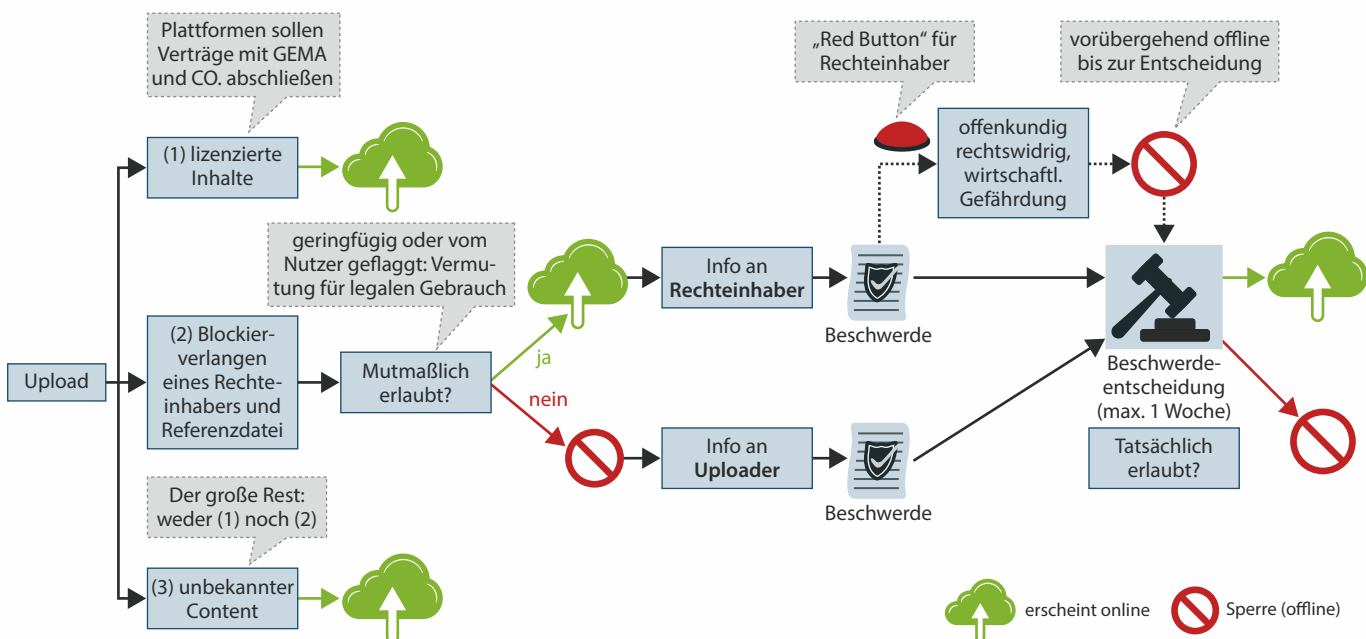 Plattformen sollen
Verträge mit GEMA
und CO. abschließen
(1) lizenzierte
Inhalte
Upload
geringfügig oder vom
Nutzer geflaggt: Vermu-
tung für legalen Gebrauch
(2) Blockier-
verlangen
eines Rechte-
inhabers und
Referenzdatei
Mutmaßlich
erlaubt?
ja
nein
Der große Rest:
weder (1) noch (2)
(3) unbekannter
Content
Info an
Rechteinhaber
Beschwerde
„Red Button“ für
Rechteinhaber
offenkundig
rechtswidrig,
wirtschaftl.
Gefährdung
vorübergehend offline
bis zur Entscheidung
Info an
Uploader
Beschwerde
Beschwerde-
entscheidung
(max. 1 Woche)
Tatsächlich
erlaubt?
erscheint online
Sperre (offline)